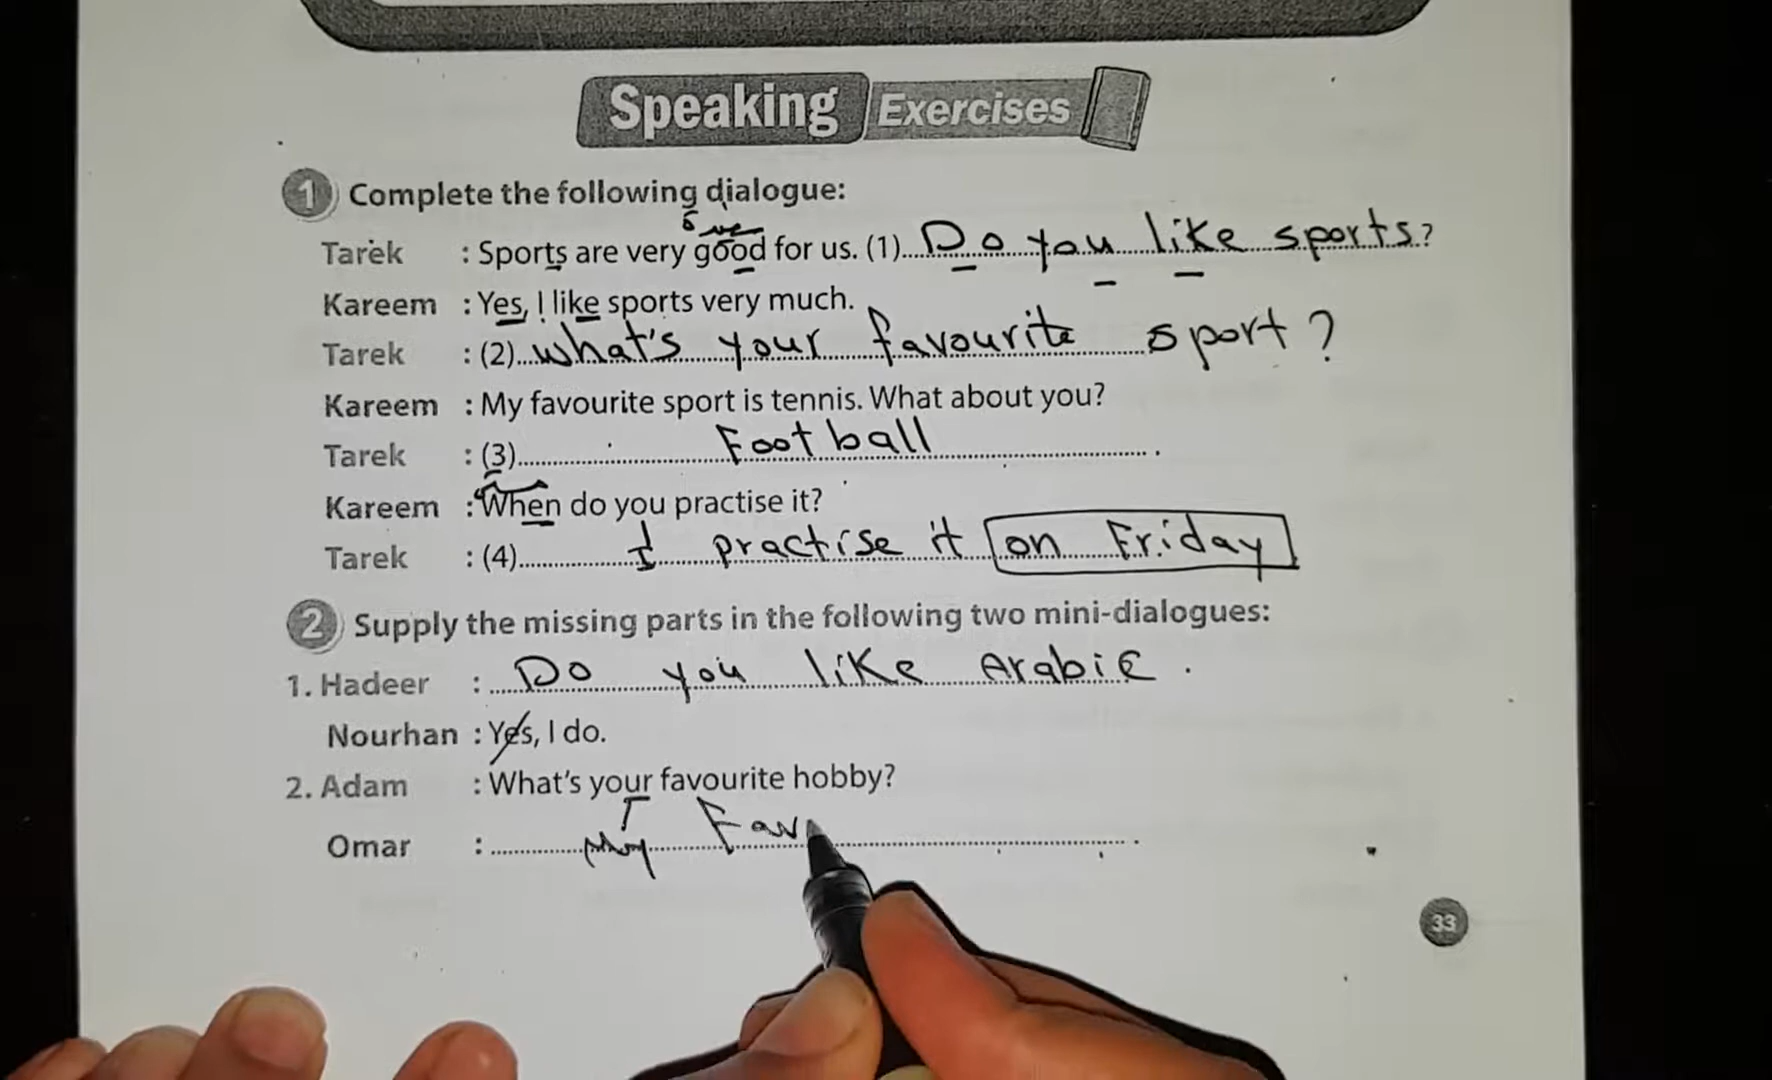 Speaking Exercises
1 Complete the following dialogue:
Tarek : Sports are very good for us. (1) Do you like sports?
Kareem : Yes, I like sports very much.
Tarek : (2) What's your favourite sport?
Kareem : My favourite sport is tennis. What about you?
Tarek : (3) Football .
Kareem : When do you practise it?
Tarek : (4) I practise it on Friday
2 Supply the missing parts in the following two mini-dialogues:
1. Hadeer : Do you like Arabic .
Nourhan : Yes, I do.
2. Adam : What's your favourite hobby?
Omar : My Fav .
33